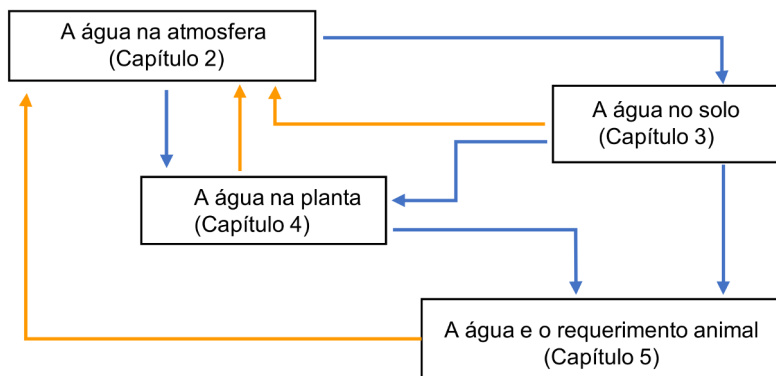 A água na atmosfera
(Capítulo 2)
A água no solo
(Capítulo 3)
A água na planta
(Capítulo 4)
A água e o requerimento animal
(Capítulo 5)